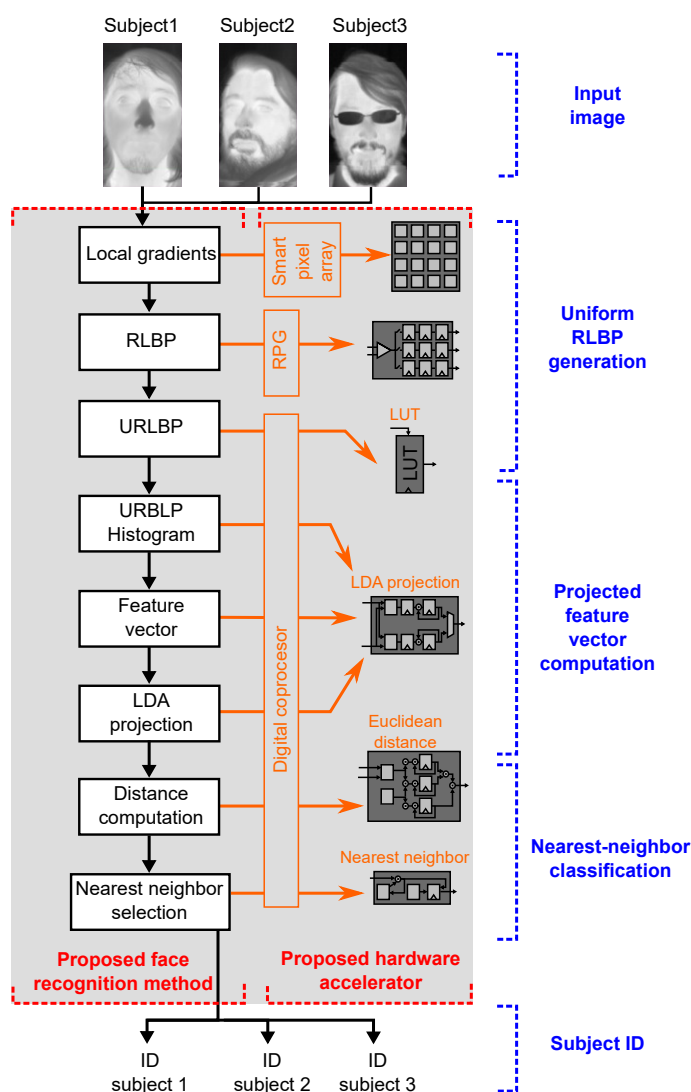 Subject1
Subject2
Subject3
Input
image
Local gradients
Smart
pixel
array
RLBP
RPG
Uniform
RLBP
generation
URLBP
LUT
LUT
URBLP
Histogram
Digital coprocesor
Feature
vector
LDA projection
Projected
feature
vector
computation
LDA
projection
Euclidean
distance
Distance
computation
Nearest neighbor
Nearest neighbor
selection
Nearest-neighbor
classification
Proposed face
recognition method
Proposed hardware
accelerator
ID
subject 1
ID
subject 2
ID
subject 3
Subject ID